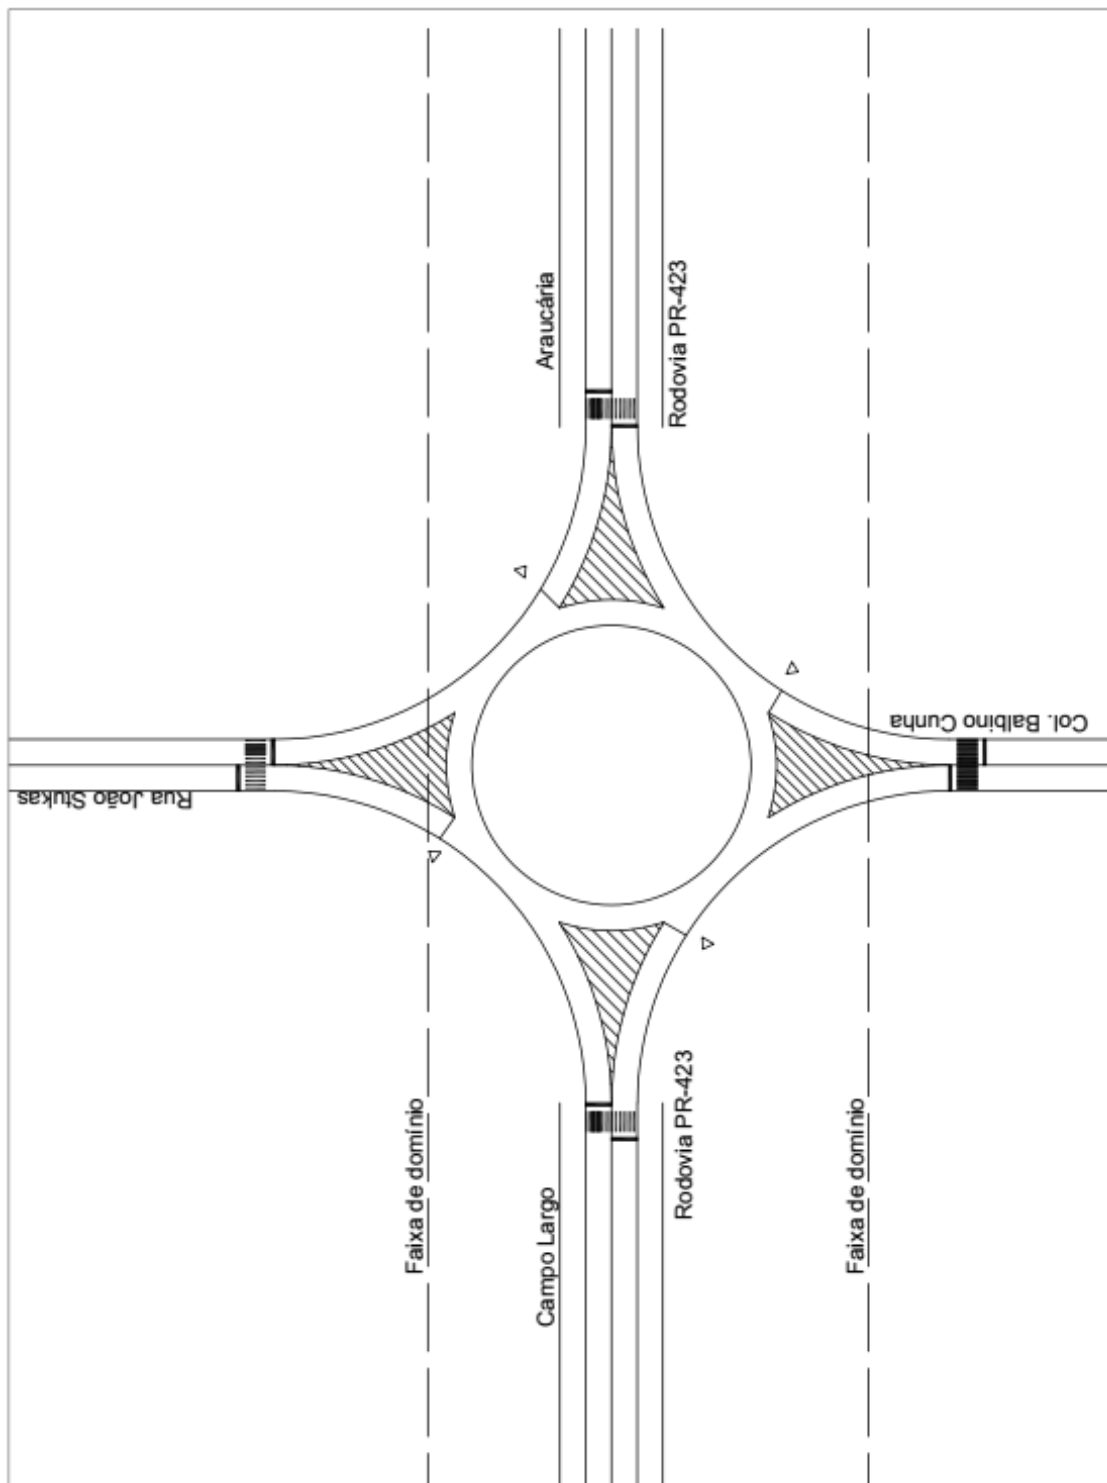 Araucária
Rodovia PR-423
Col. Balbino Cunha
Rua João Stukas
Faixa de domínio
Campo Largo
Rodovia PR-423
Faixa de domínio